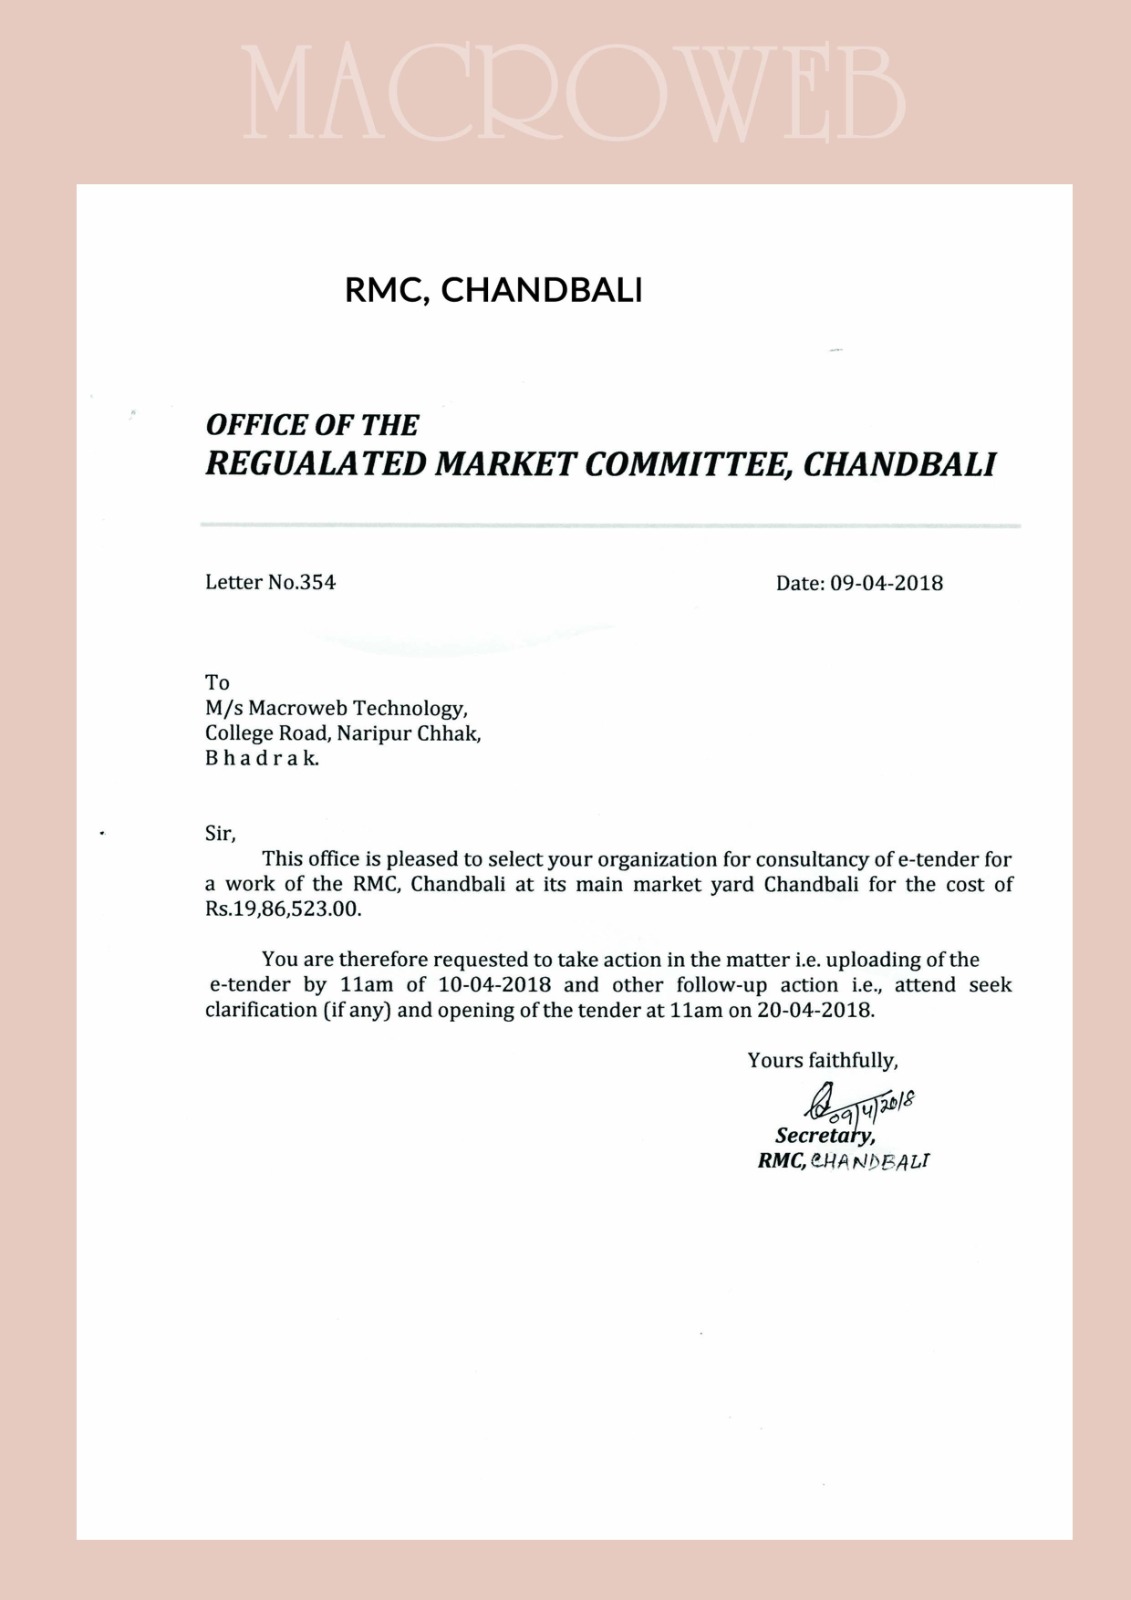 MACROWEB
RMC, CHANDBALI
OFFICE OF THE
REGUALATED MARKET COMMITTEE, CHANDBALI
Letter No.354 Date: 09-04-2018
To
M/s Macroweb Technology,
College Road, Naripur Chhak,
B h a d r a k.
Sir,
This office is pleased to select your organization for consultancy of e-tender for
a work of the RMC, Chandbali at its main market yard Chandbali for the cost of
Rs.19,86,523.00.
You are therefore requested to take action in the matter i.e. uploading of the
e-tender by 11am of 10-04-2018 and other follow-up action i.e., attend seek
clarification (if any) and opening of the tender at 11am on 20-04-2018.
Yours faithfully,
09/4/2018
Secretary,
RMC, CHANDBALI